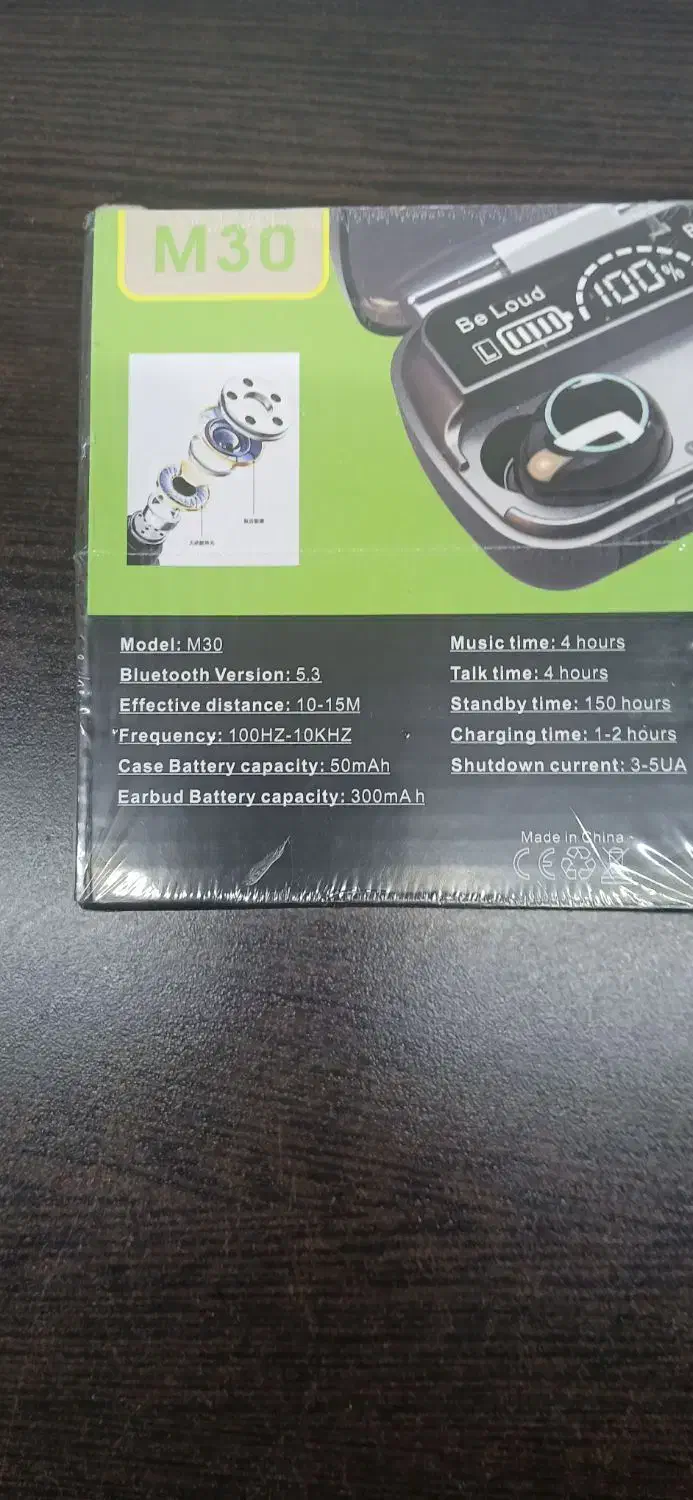 M30
Be Loud
100%
L
Model: M30
Bluetooth Version: 5.3
Effective distance: 10-15M
Frequency: 100HZ-10KHZ
Case Battery capacity: 50mAh
Earbud Battery capacity: 300mAh
Music time: 4 hours
Talk time: 4 hours
Standby time: 150 hours
Charging time: 1-2 hours
Shutdown current: 3-5UA
Made in China
CE